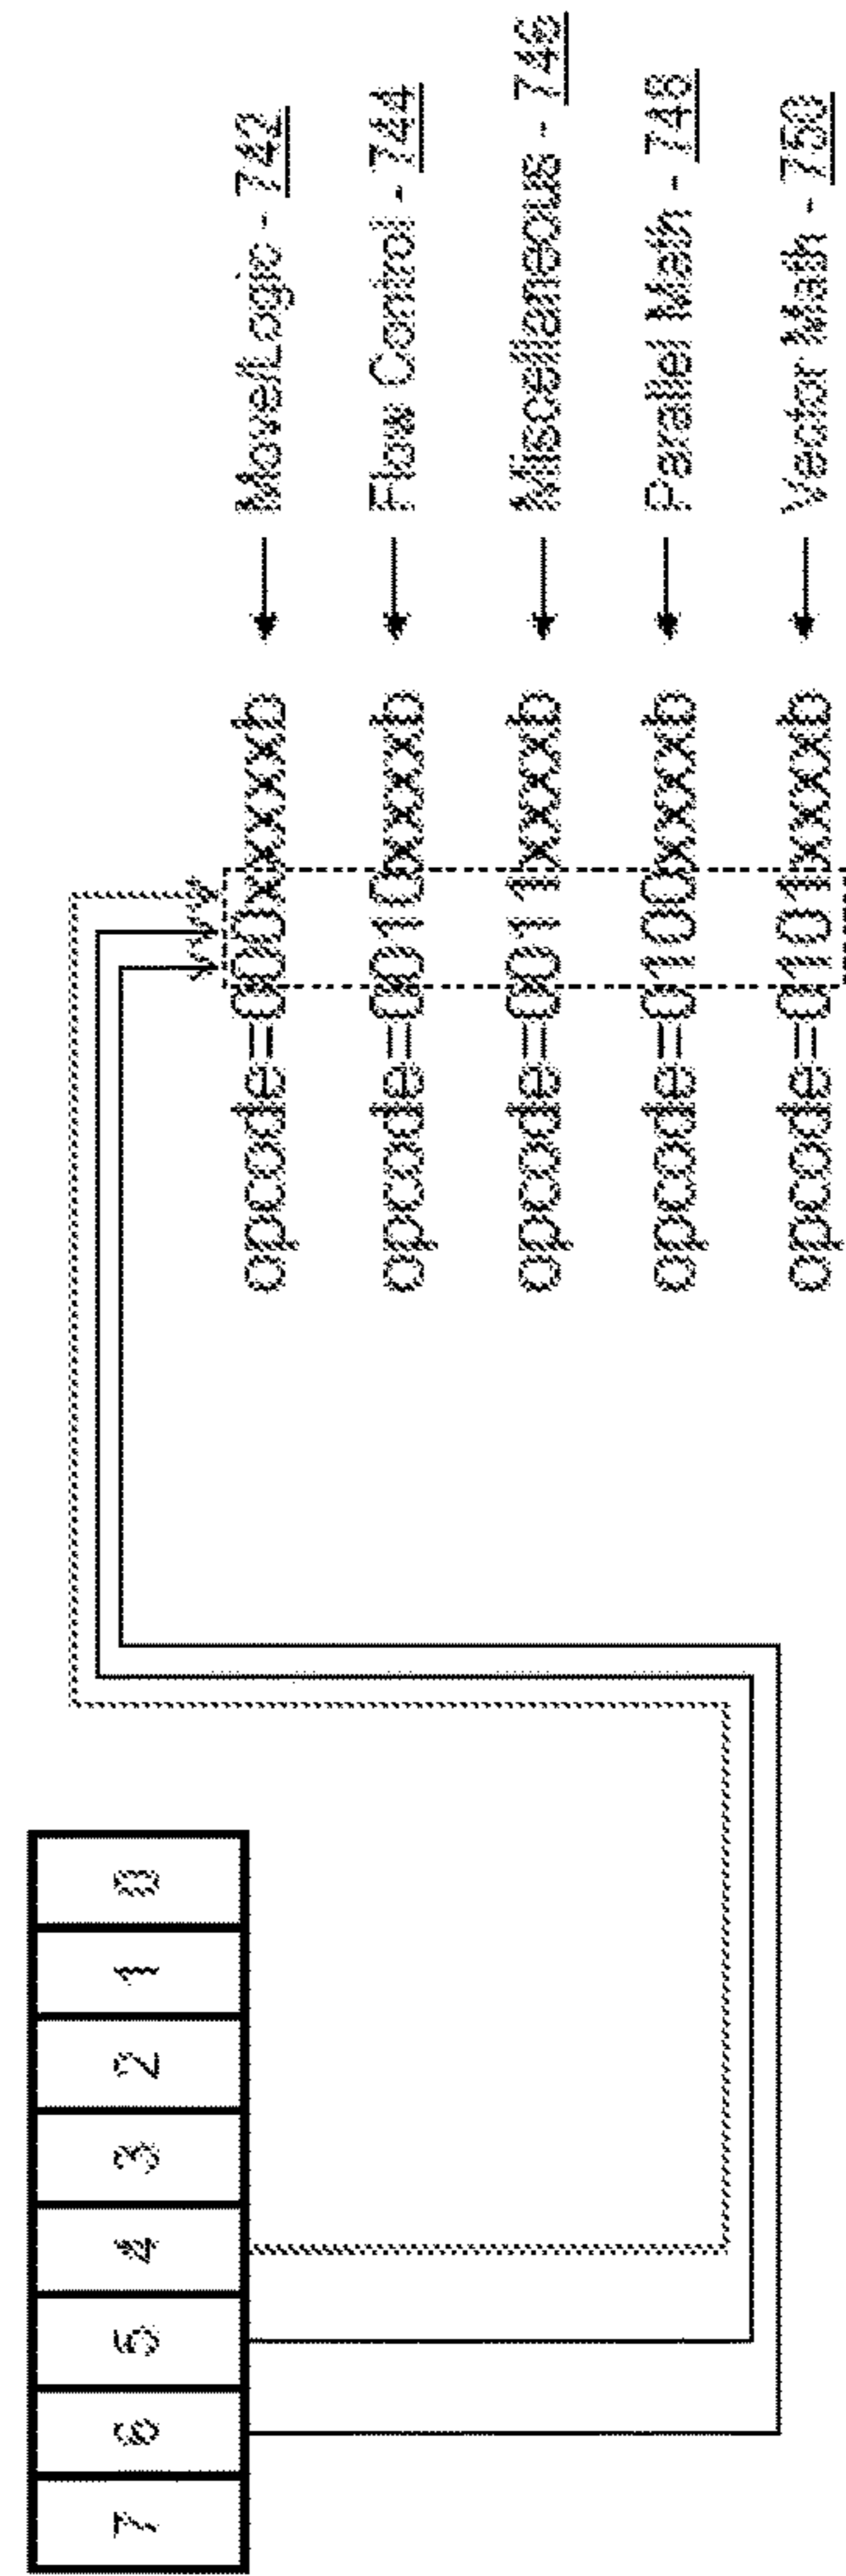 7 6 5 4 3 2 1 0
opcode=000xxxxxb ← Move/Logic - 742
opcode=0010xxxxb ← Flow Control - 744
opcode=0011xxxxb ← Miscellaneous - 746
opcode=0100xxxxb ← Parallel Math - 748
opcode=0101xxxxb ← Vector Math - 750